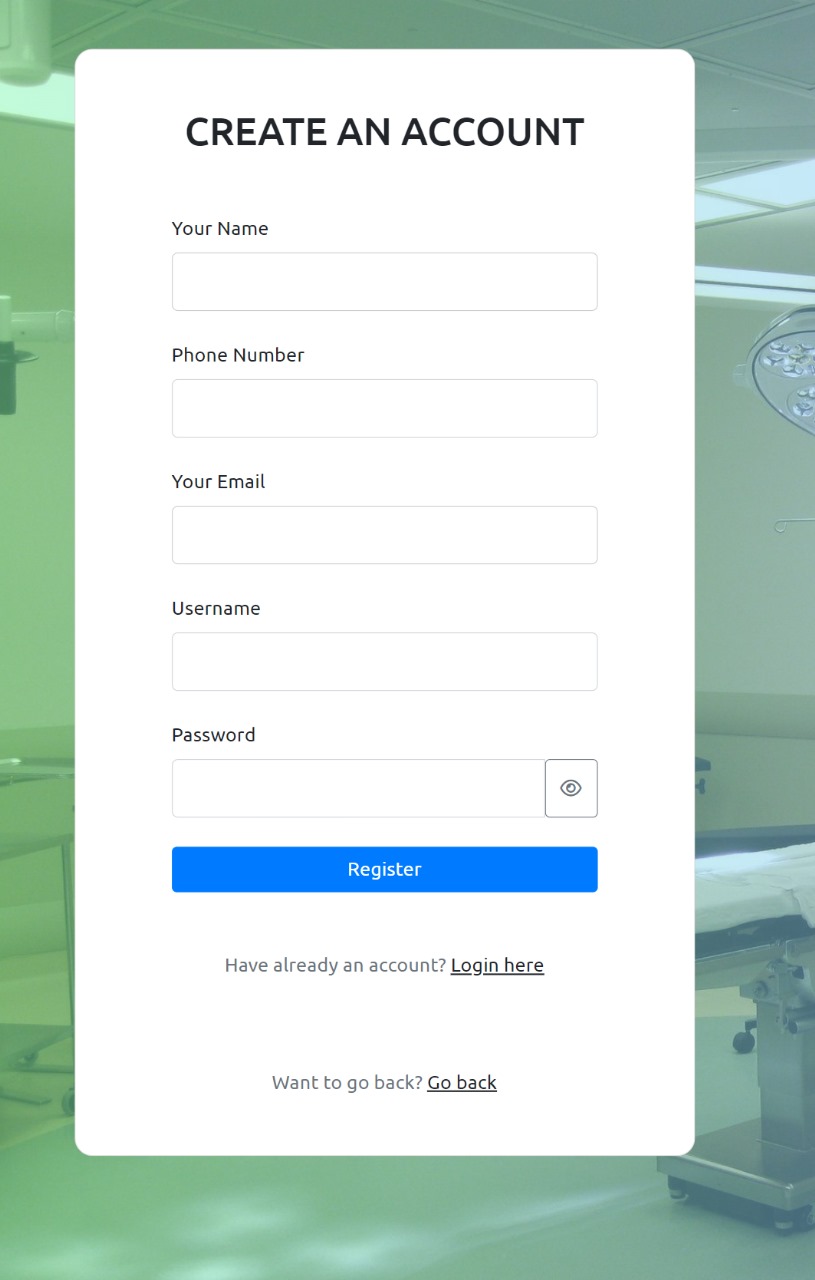 CREATE AN ACCOUNT
Your Name
Phone Number
Your Email
Username
Password
Register
Have already an account? Login here
Want to go back? Go back